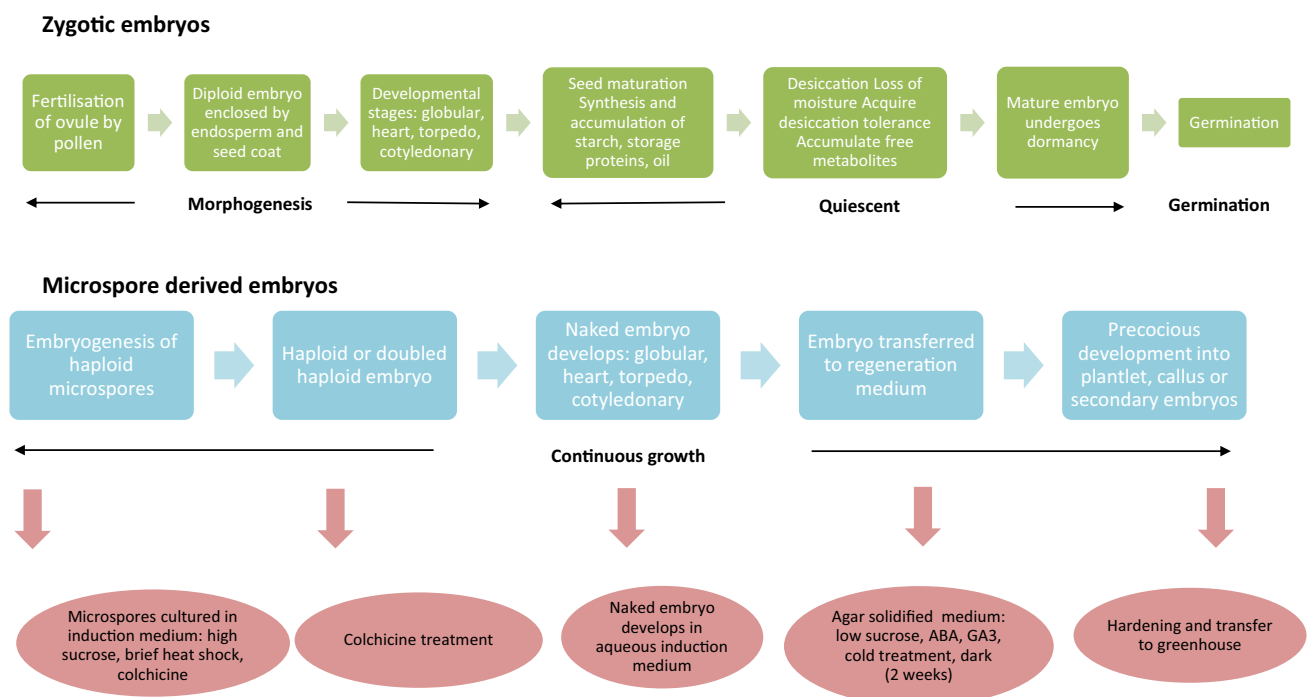 Zygotic embryos
Fertilisation
of ovule by
pollen
Diploid embryo
enclosed by
endosperm and
seed coat
Developmental
stages: globular,
heart, torpedo,
cotyledonary
Seed maturation
Synthesis and
accumulation of
starch, storage
proteins, oil
Desiccation Loss of
moisture Acquire
desiccation tolerance
Accumulate free
metabolites
Mature embryo
undergoes
dormancy
Germination
Morphogenesis
Quiescent
Germination
Microspore derived embryos
Embryogenesis of
haploid
microspores
Haploid or doubled
haploid embryo
Naked embryo
develops: globular,
heart, torpedo,
cotyledonary
Embryo transferred
to regeneration
medium
Precocious
development into
plantlet, callus or
secondary embryos
Continuous growth
Microspores cultured in
induction medium: high
sucrose, brief heat shock,
colchicine
Colchicine treatment
Naked embryo
develops in
aqueous induction
medium
Agar solidified medium:
low sucrose, ABA, GA3,
cold treatment, dark
(2 weeks)
Hardening and transfer
to greenhouse